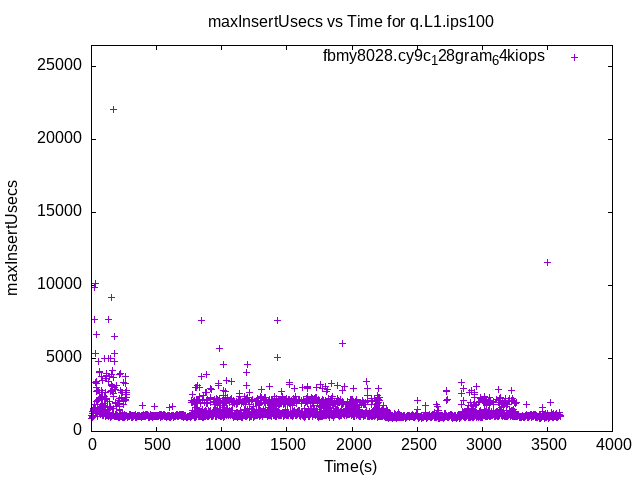 maxInsertUsecs vs Time for q.L1.ips100
fbmy8028.cy9c128gram64kiops
25000
20000
15000
10000
5000
0
maxInsertUsecs
0 500 1000 1500 2000 2500 3000 3500 4000
Time(s)